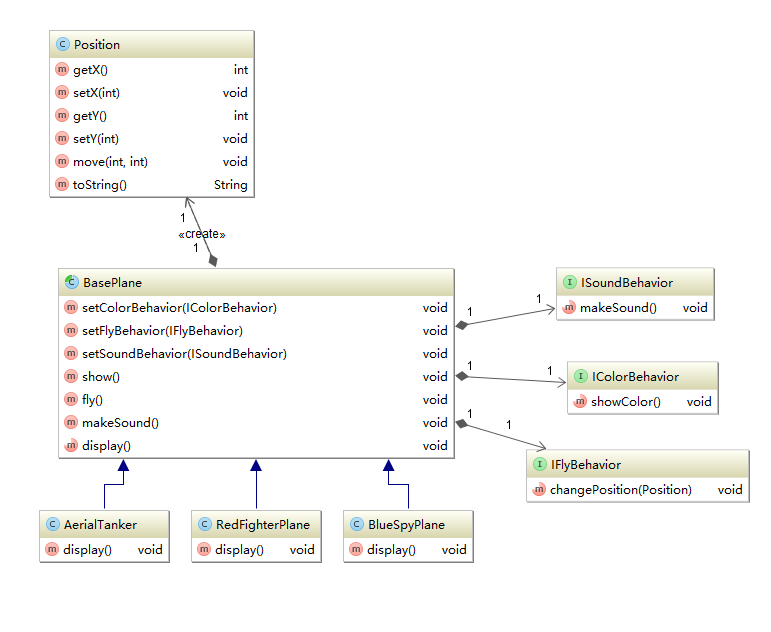 C Position
m getX() int
m setX(int) void
m getY() int
m setY(int) void
m move(int, int) void
m toString() String
1
«create»
1
C BasePlane
m setColorBehavior(IColorBehavior) void
m setFlyBehavior(IFlyBehavior) void
m setSoundBehavior(ISoundBehavior) void
m show() void
m fly() void
m makeSound() void
m display() void
1 1
I ISoundBehavior
m makeSound() void
1 1
I IColorBehavior
m showColor() void
1 1
I IFlyBehavior
m changePosition(Position) void
C AerialTanker
m display() void
C RedFighterPlane
m display() void
C BlueSpyPlane
m display() void